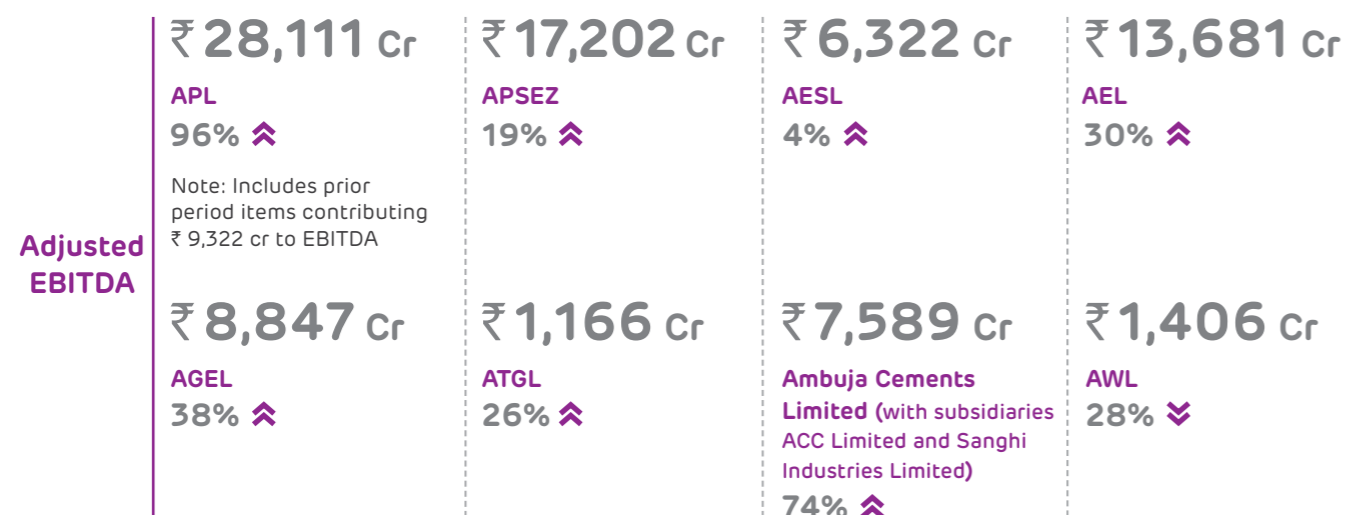 Adjusted
EBITDA
₹ 28,111 Cr
APL
96%
Note: Includes prior
period items contributing
₹ 9,322 cr to EBITDA
₹ 17,202 Cr
APSEZ
19%
₹ 6,322 Cr
AESL
4%
₹ 13,681 Cr
AEL
30%
₹ 8,847 Cr
AGEL
38%
₹ 1,166 Cr
ATGL
26%
₹ 7,589 Cr
Ambuja Cements
Limited (with subsidiaries
ACC Limited and Sanghi
Industries Limited)
74%
₹ 1,406 Cr
AWL
28%